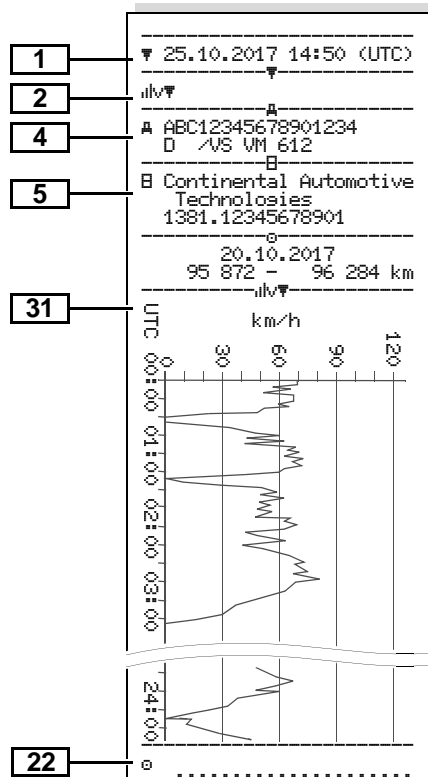 1
▼ 25.10.2017 14:50 (UTC)
2
4
ABC12345678901234
D /VS VM 612
5
Continental Automotive
Technologies
1381.12345678901
20.10.2017
95 872 - 96 284 km
31
UTC
km/h
0 30 60 90 120
00:00
01:00
02:00
03:00
24:00
22